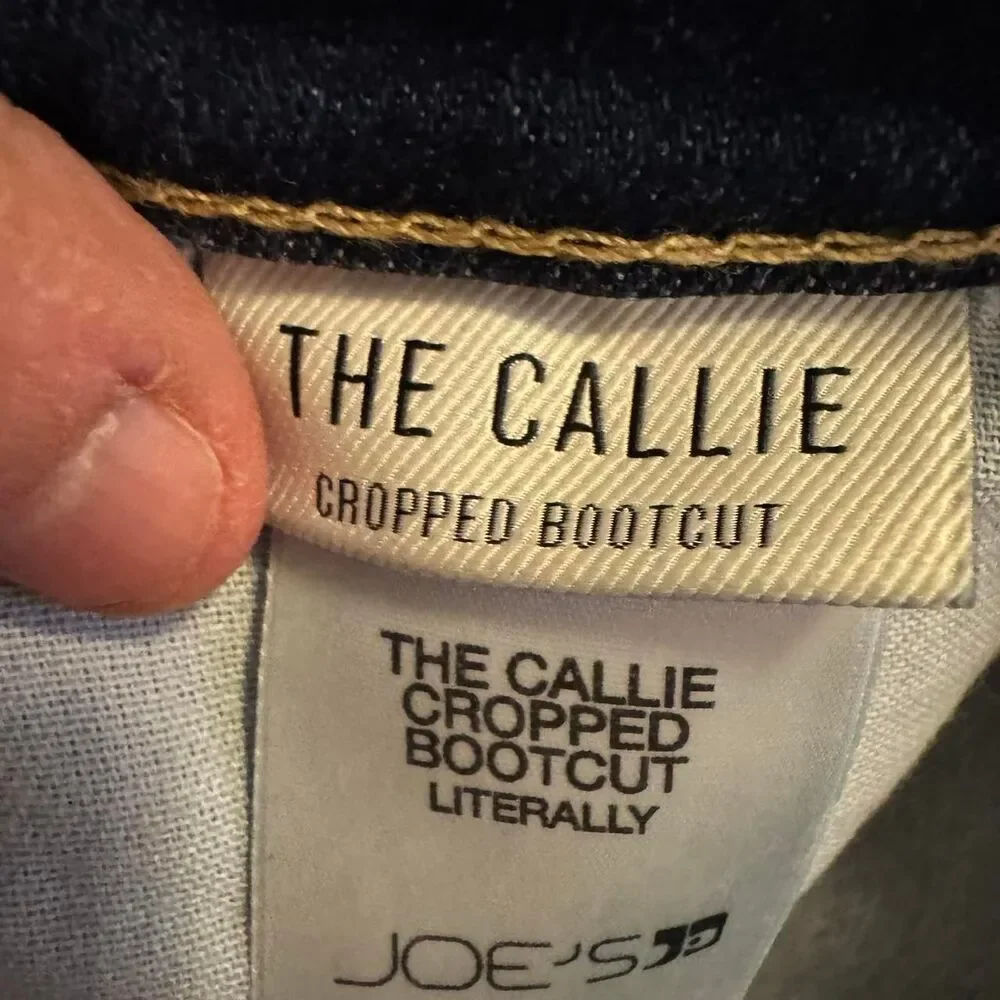 THE CALLIE
CROPPED BOOTCUT
THE CALLIE
CROPPED
BOOTCUT
LITERALLY
JOE'S